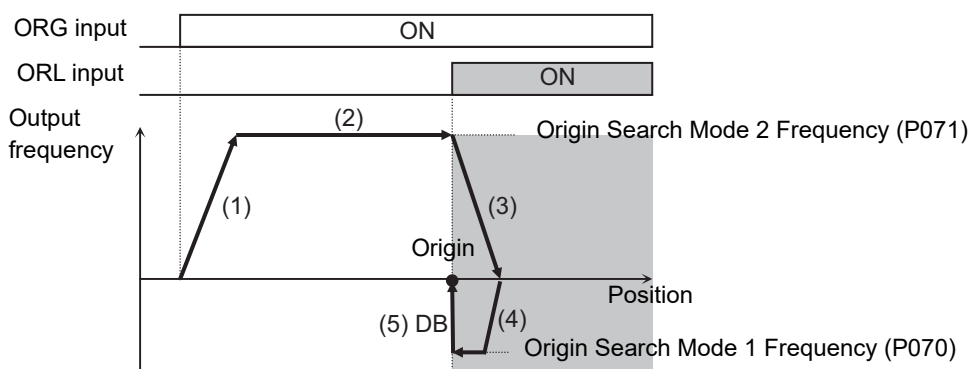 ORG input
ON
ORL input
ON
Output
frequency
(2)
Origin Search Mode 2 Frequency (P071)
(1)
(3)
Origin
Position
(5) DB
(4)
Origin Search Mode 1 Frequency (P070)